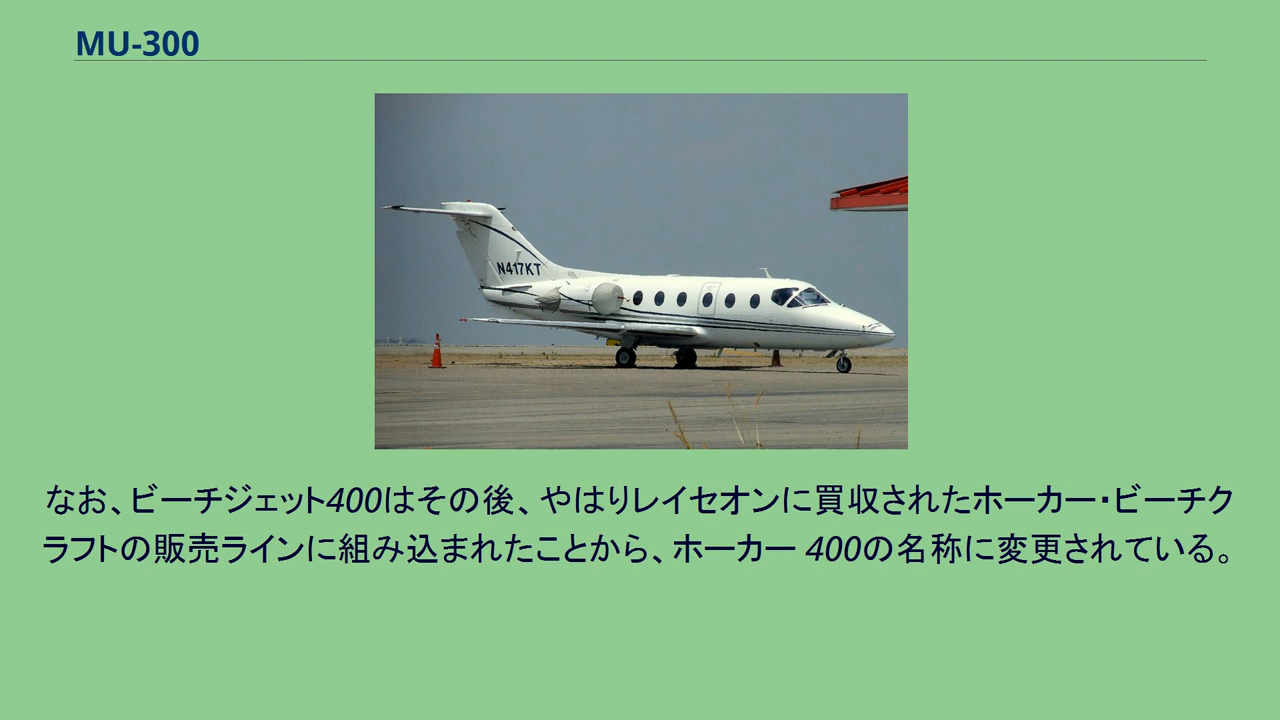 MU-300
N417KT
なお、ビーチジェット400はその後、やはりレイセオンに買収されたホーカー・ビーチク
ラフトの販売ラインに組み込まれたことから、ホーカー 400の名称に変更されている。